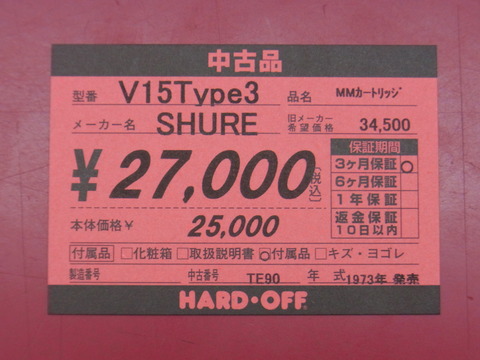 中古品
型番 V15Type3 品名 MMカートリッジ
メーカー名 SHURE 旧メーカー希望価格 34,500
¥27,000(税込)
保証期間
3ヶ月保証 ○
6ヶ月保証
1年保証
返金保証
10日以内
本体価格¥ 25,000
付属品 □化粧箱 □取扱説明書 ○付属品 □キズ・ヨゴレ
製造番号 中古番号 TE90 年式 1973年 発売
HARD・OFF